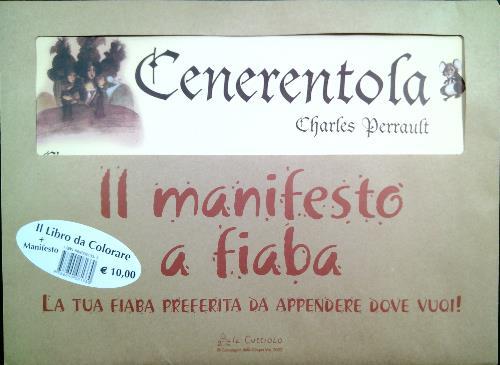 Cenerentola
Charles Perrault
Il manifesto
a fiaba
Il Libro da Colorare
+
Manifesto
€ 10,00
LA TUA FIABA PREFERITA DA APPENDERE DOVE VUOI!